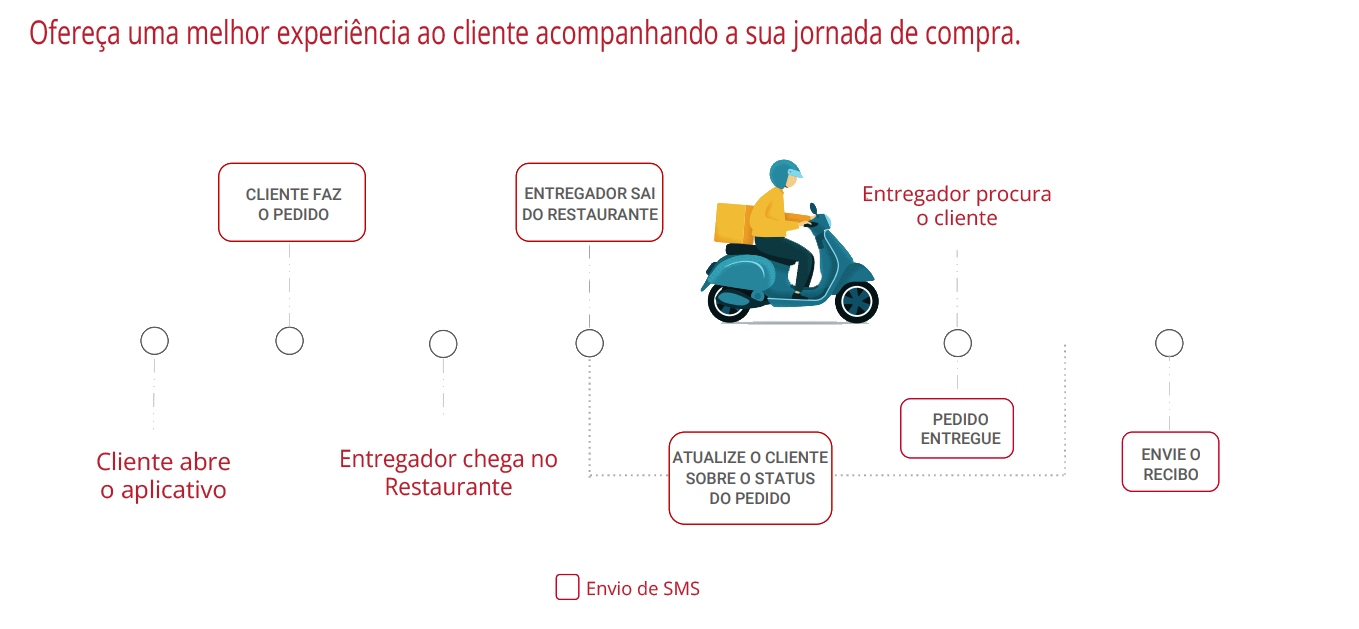 Ofereça uma melhor experiência ao cliente acompanhando a sua jornada de compra.
CLIENTE FAZ
O PEDIDO
ENTREGADOR SAI
DO RESTAURANTE
Entregador procura
o cliente
Cliente abre
o aplicativo
Entregador chega no
Restaurante
ATUALIZE O CLIENTE
SOBRE O STATUS
DO PEDIDO
PEDIDO
ENTREGUE
ENVIE O
RECIBO
Envio de SMS